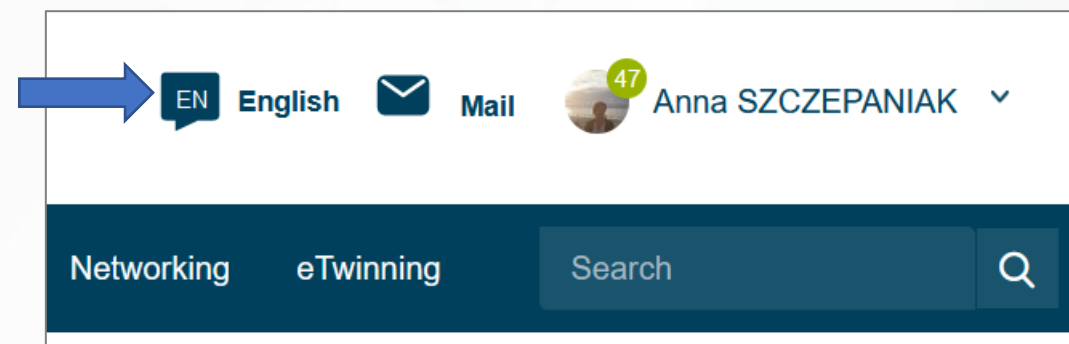 EN English Mail 47 Anna SZCZEPANIAK
Networking eTwinning Search